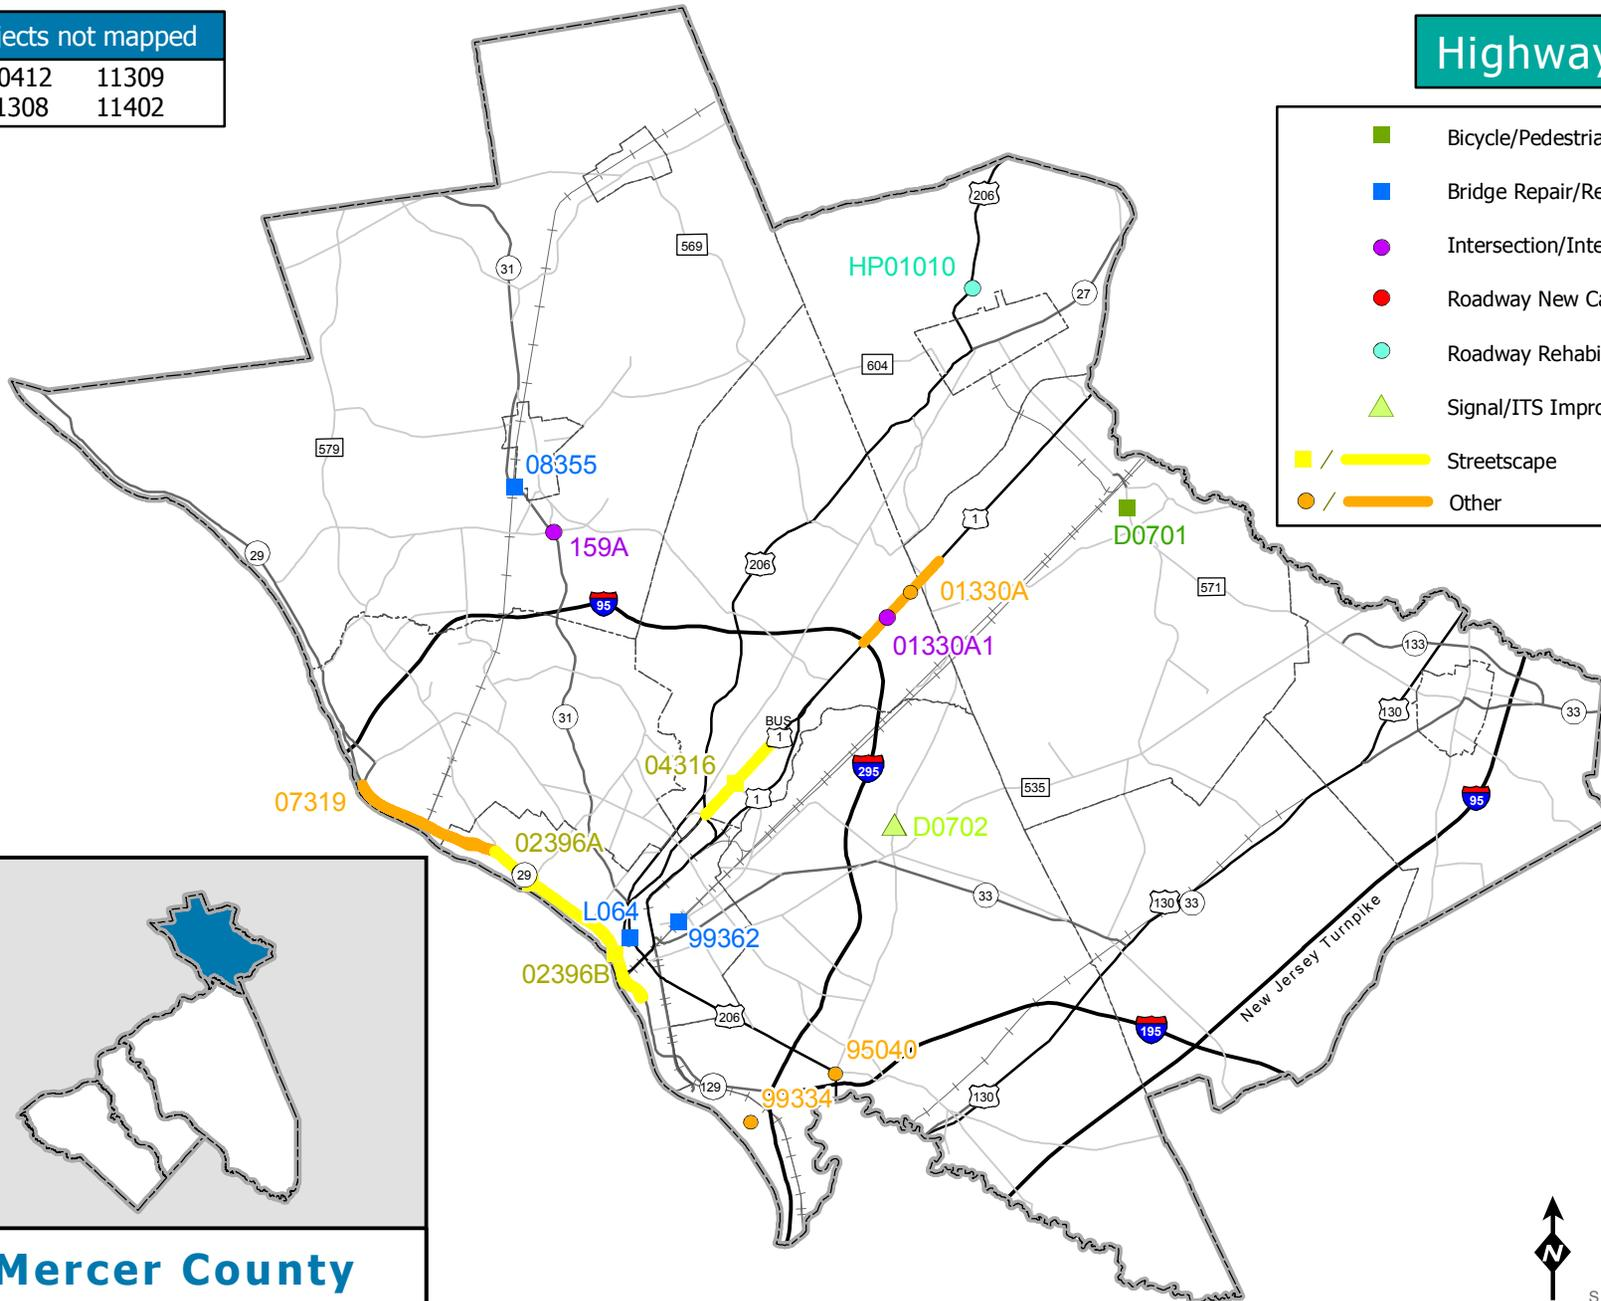 jects not mapped
0412 11309
1308 11402
Highway
Bicycle/Pedestria
Bridge Repair/Re
Intersection/Inte
Roadway New Ca
Roadway Rehabi
Signal/ITS Impro
Streetscape
Other
206
569
HP01010
31
27
604
579
08355
1
D0701
159A
29
206
571
95
01330A
01330A1
133
31
130
33
BUS
1
04316
295
535
95
07319
1
D0702
02396A
29
33
130
33
L064
99362
New Jersey Turnpike
02396B
206
195
95040
129
99334
130
Mercer County
N
S